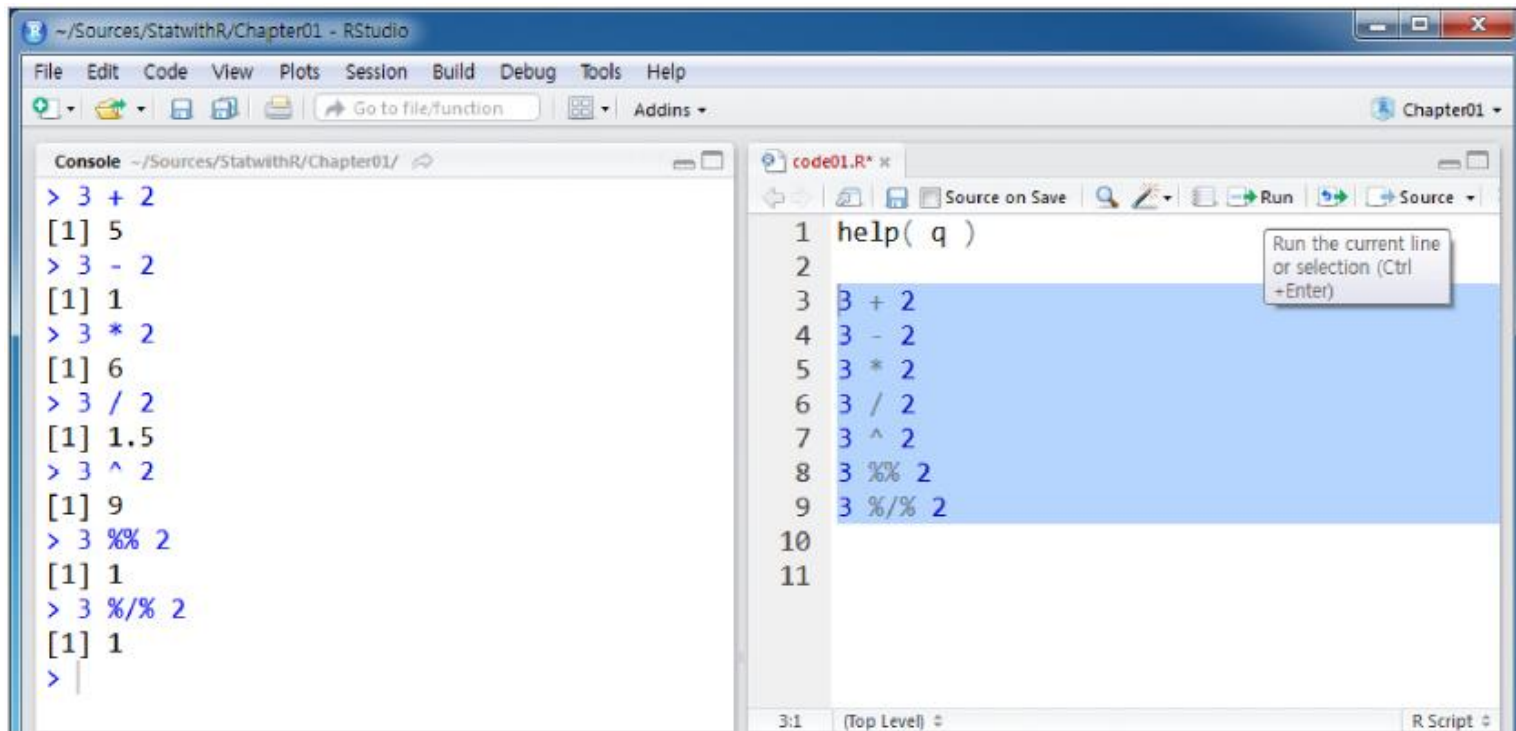 ~/Sources/StatwithR/Chapter01 - RStudio
File Edit Code View Plots Session Build Debug Tools Help
Go to file/function Addins Chapter01
Console ~/Sources/StatwithR/Chapter01/
> 3 + 2
[1] 5
> 3 - 2
[1] 1
> 3 * 2
[1] 6
> 3 / 2
[1] 1.5
> 3 ^ 2
[1] 9
> 3 %% 2
[1] 1
> 3 %/% 2
[1] 1
>
code01.R*
Source on Save Run Source
1 help( q )
2
3 3 + 2
4 3 - 2
5 3 * 2
6 3 / 2
7 3 ^ 2
8 3 %% 2
9 3 %/% 2
10
11
Run the current line
or selection (Ctrl
+Enter)
3:1 (Top Level) R Script